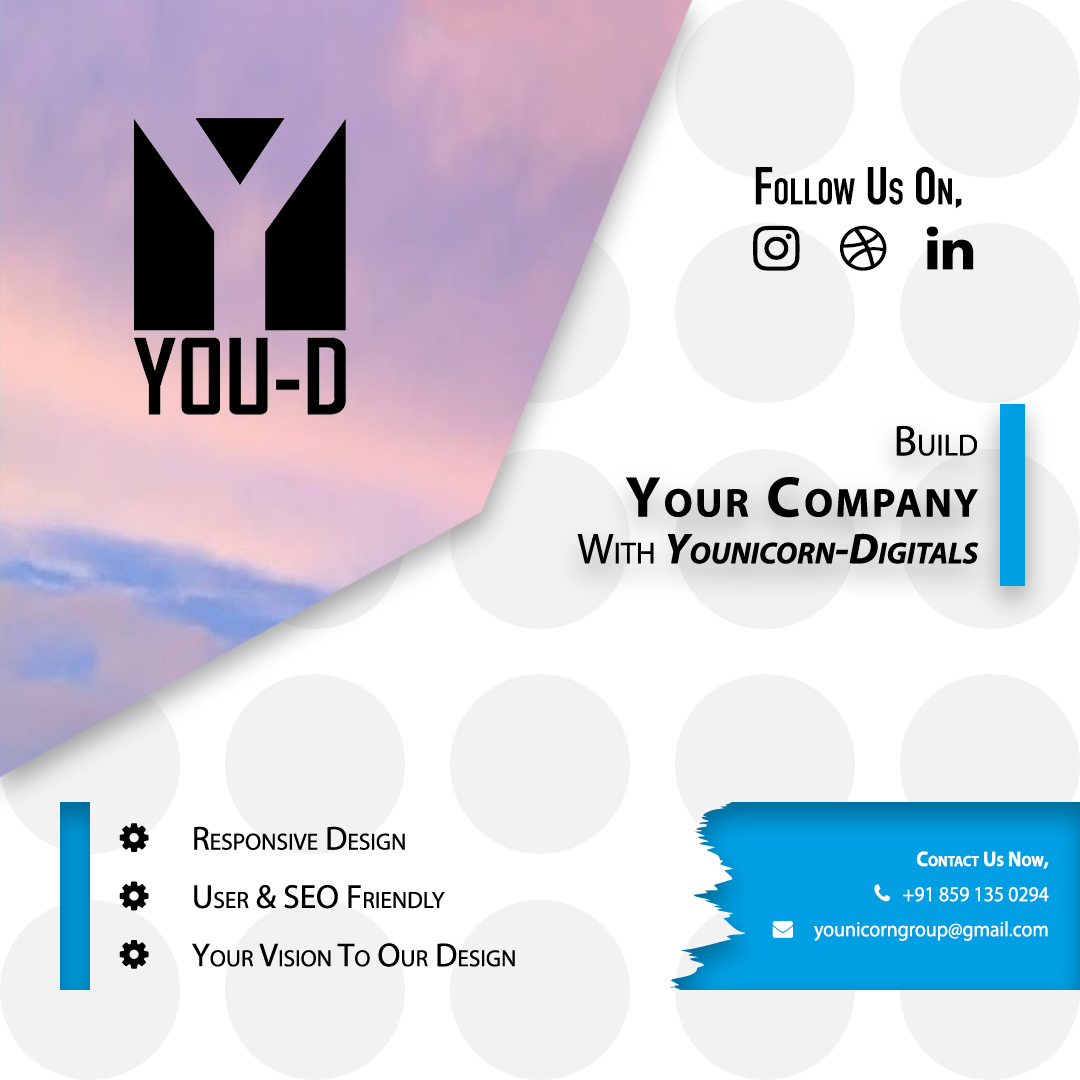 YOU-D
Follow Us On,
Build
Your Company
With Younicorn-Digitals
Responsive Design
User & SEO Friendly
Your Vision To Our Design
Contact Us Now,
+91 859 135 0294
younicorngroup@gmail.com